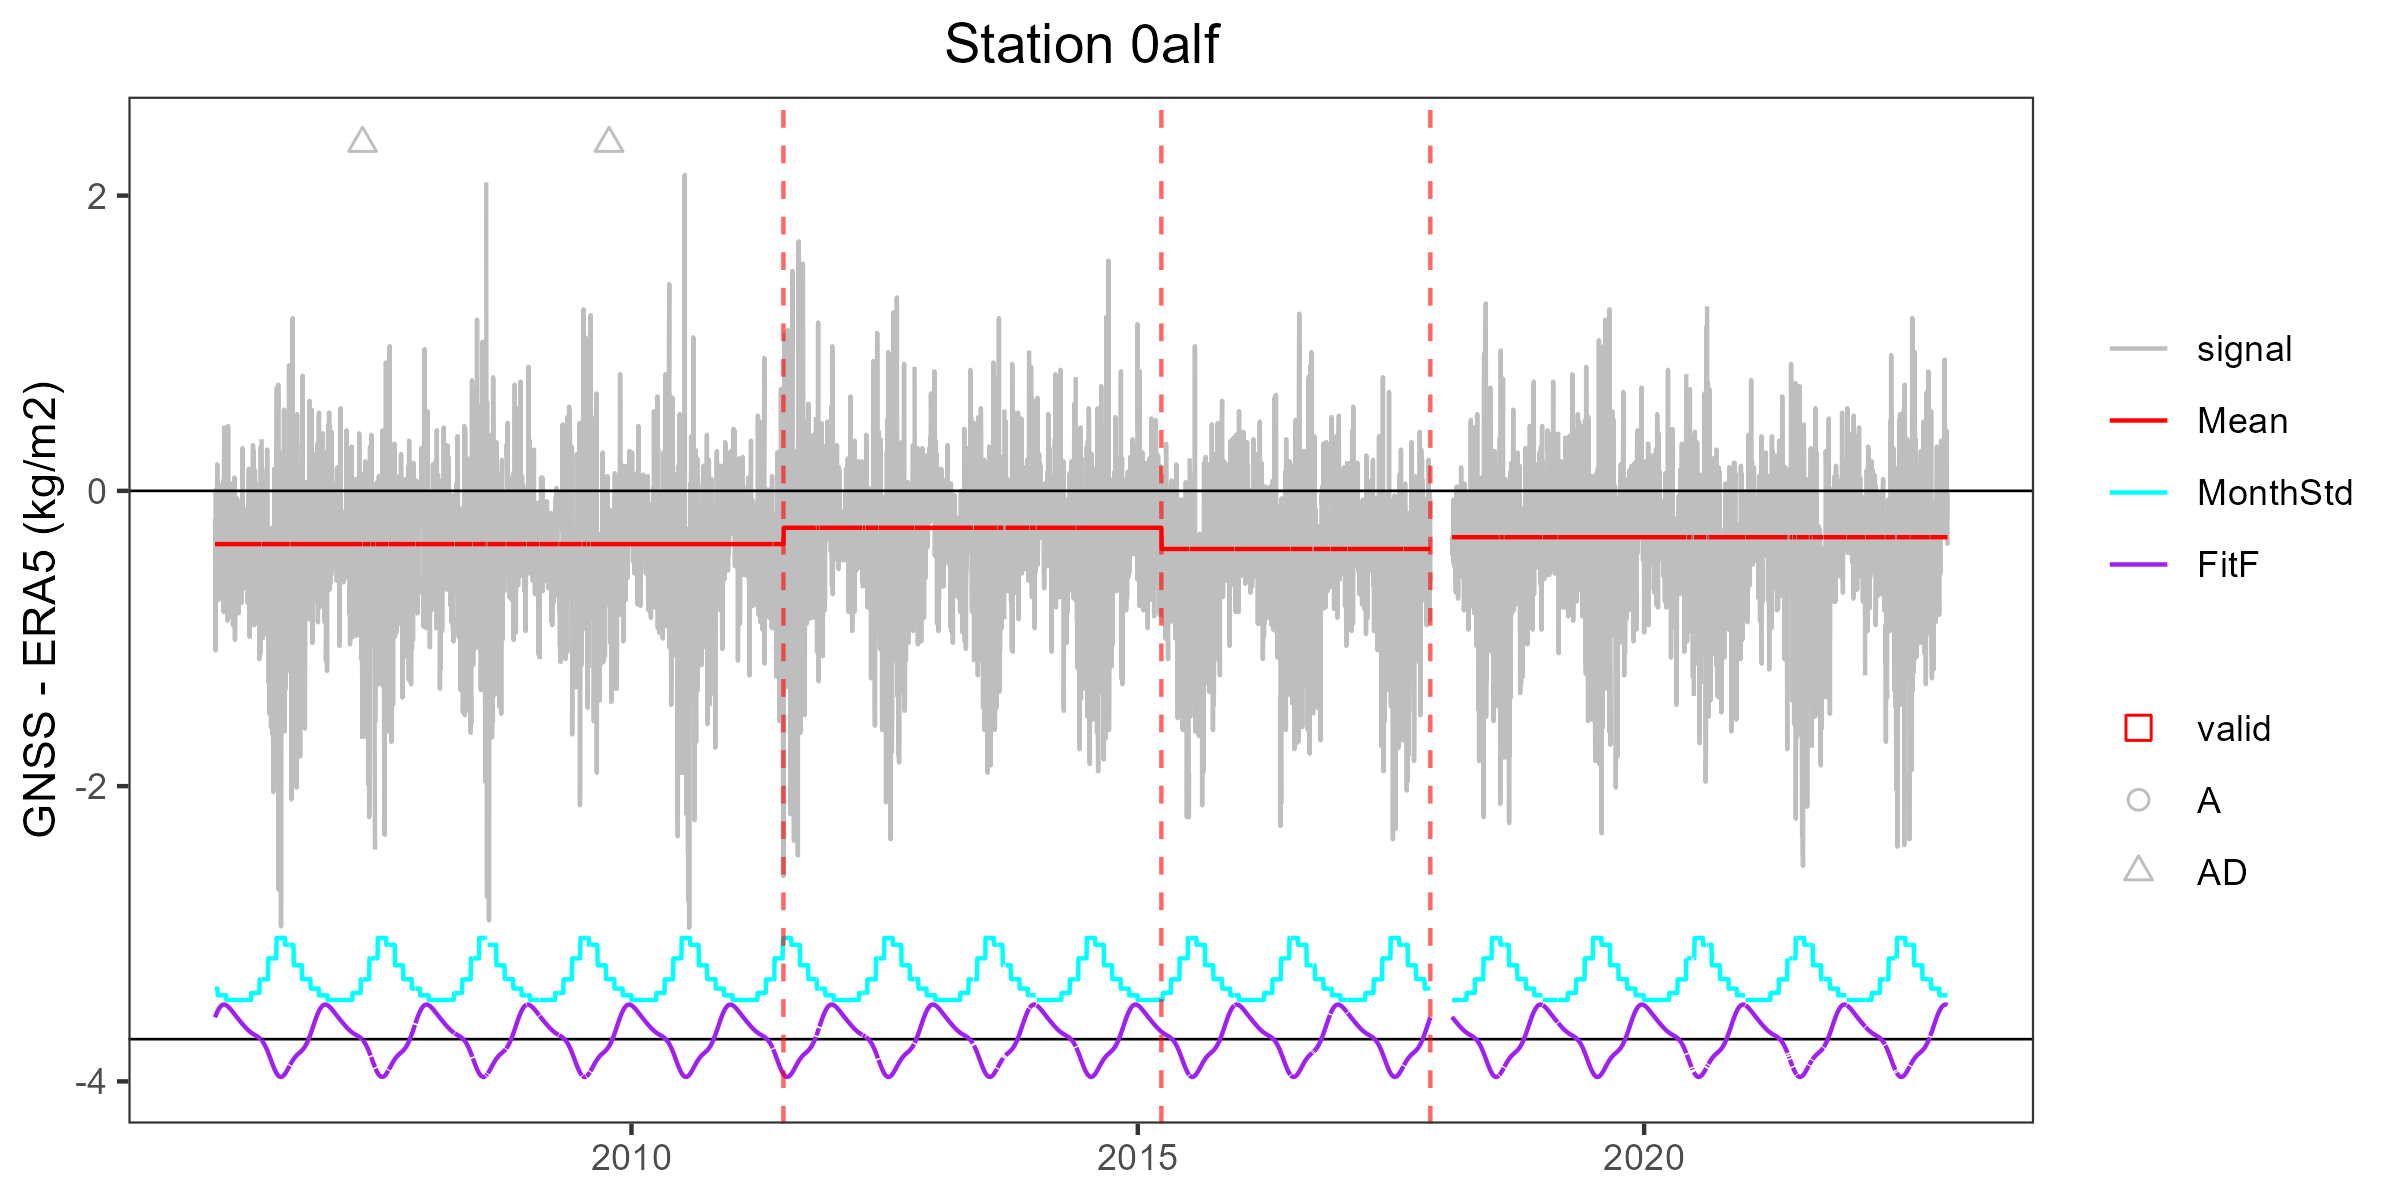 Station 0alf
GNSS - ERA5 (kg/m2)
2
0
-2
-4
2010
2015
2020
signal
Mean
MonthStd
FitF
valid
A
AD